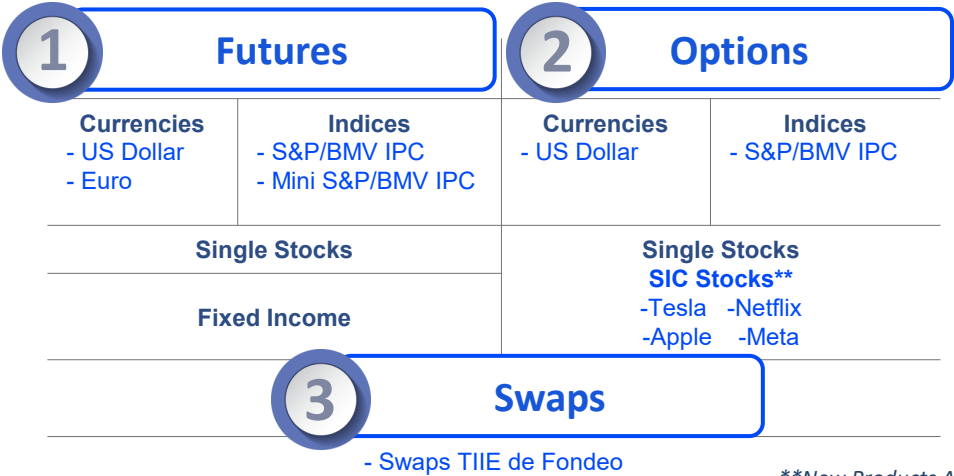 1 Futures
2 Options
Currencies
- US Dollar
- Euro
Indices
- S&P/BMV IPC
- Mini S&P/BMV IPC
Currencies
- US Dollar
Indices
- S&P/BMV IPC
Single Stocks
Fixed Income
Single Stocks
SIC Stocks**
-Tesla -Netflix
-Apple -Meta
3 Swaps
- Swaps TIIE de Fondeo
**New Products